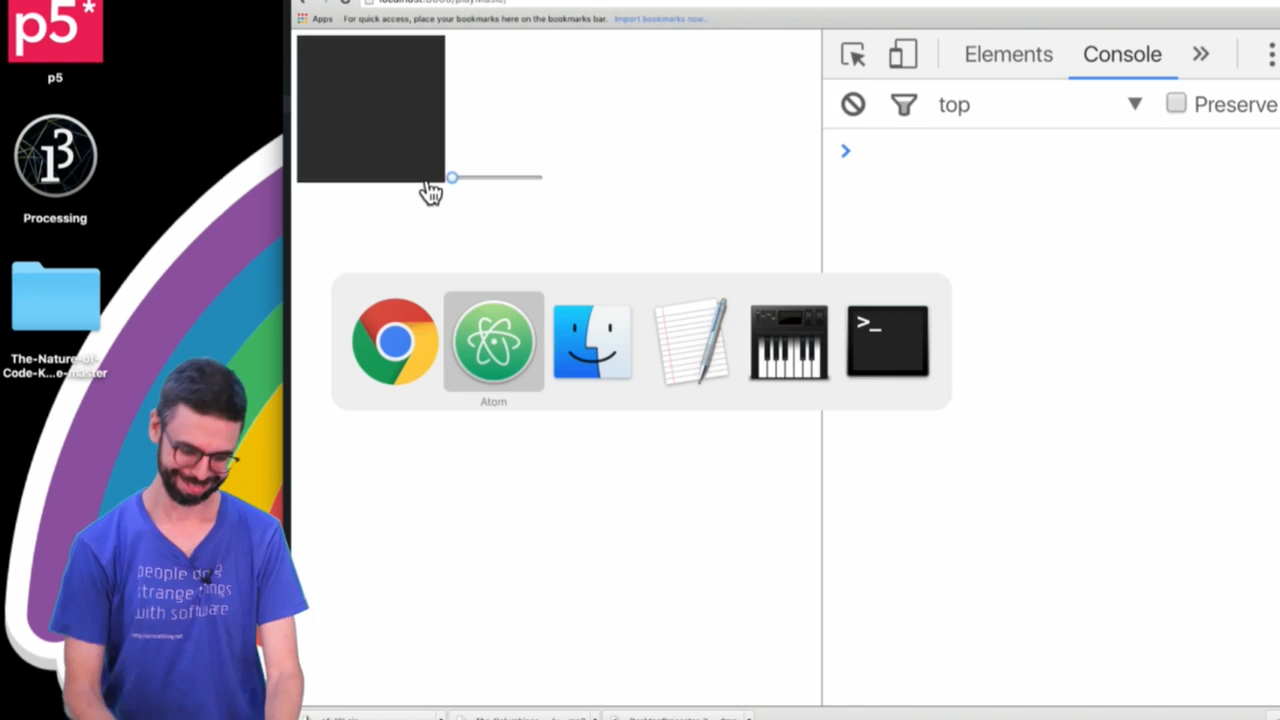 p5*
p5
Processing
The-Nature-of-
Code-K...e-master
Apps
For quick access, place your bookmarks here on the bookmarks bar.
Import bookmarks now...
Elements
Console
top
Preserve
Atom
>_
people do
strange things
with software